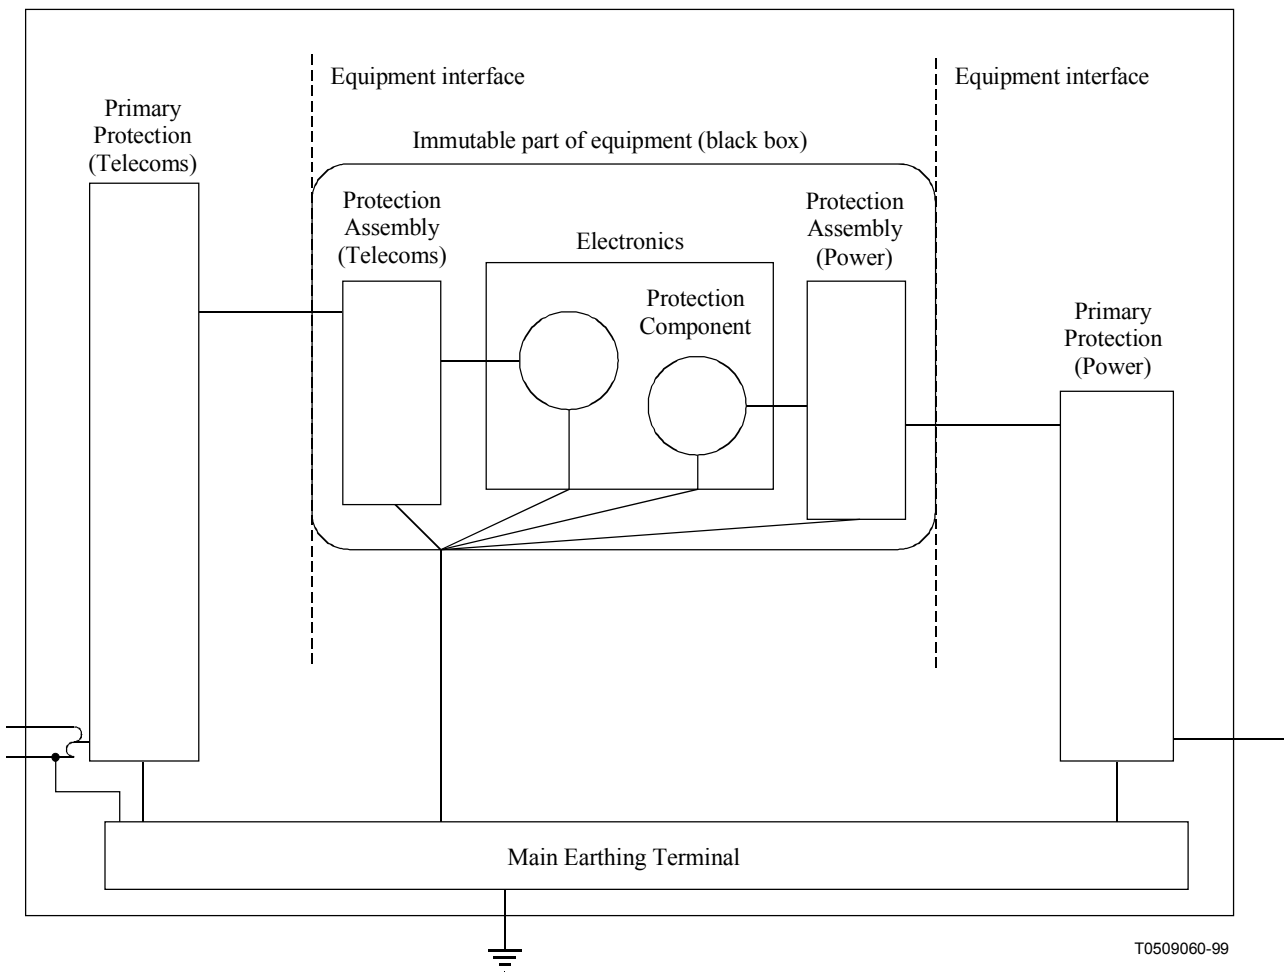 Equipment interface
Equipment interface
Primary
Protection
(Telecoms)
Immutable part of equipment (black box)
Protection
Assembly
(Telecoms)
Electronics
Protection
Assembly
(Power)
Protection
Component
Primary
Protection
(Power)
Main Earthing Terminal
T0509060-99